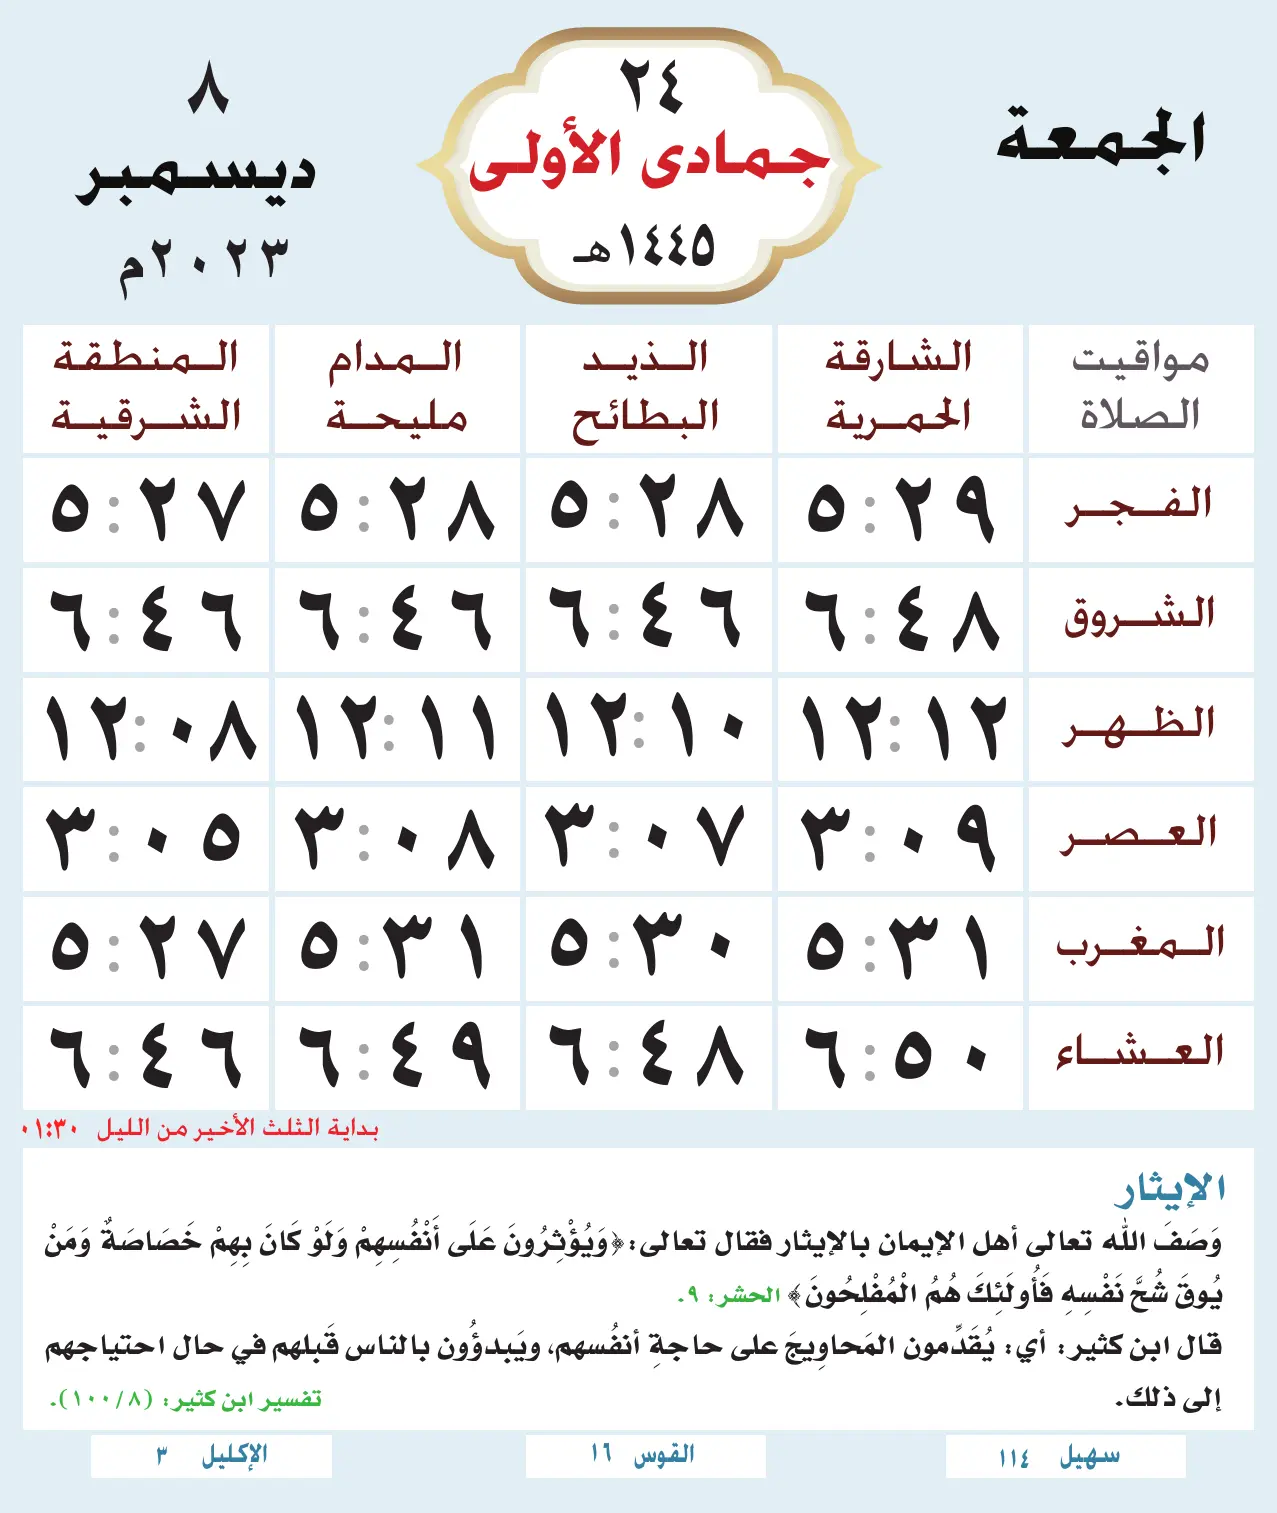 الجمعة
٢٤
جمادى الأولى
١٤٤٥هـ
٨
ديسمبر
٢٠٢٣م
مواقيت الصلاة
الشارقة الحمرية
الذيد البطائح
المدام مليحة
المنطقة الشرقية
الفجر ٥:٢٩ ٥:٢٨ ٥:٢٨ ٥:٢٧
الشروق ٦:٤٨ ٦:٤٦ ٦:٤٦ ٦:٤٦
الظهر ١٢:١٢ ١٢:١٠ ١٢:١١ ١٢:٠٨
العصر ٣:٠٩ ٣:٠٧ ٣:٠٨ ٣:٠٥
المغرب ٥:٣١ ٥:٣٠ ٥:٣١ ٥:٢٧
العشاء ٦:٥٠ ٦:٤٨ ٦:٤٩ ٦:٤٦
بداية الثلث الأخير من الليل ٠١:٣٠
الإيثار
وَصَفَ الله تعالى أهل الإيمان بالإيثار فقال تعالى: ﴿وَيُؤْثِرُونَ عَلَى أَنْفُسِهِمْ وَلَوْ كَانَ بِهِمْ خَصَاصَةٌ وَمَنْ
يُوقَ شُحَّ نَفْسِهِ فَأُولَئِكَ هُمُ الْمُفْلِحُونَ﴾ الحشر: ٩.
قال ابن كثير: أي: يُقَدِّمون المَحاوِيجَ على حاجةِ أنفُسهم، ويَبدؤُون بالناس قَبلهم في حال احتياجهم
إلى ذلك. تفسير ابن كثير: (١٠٠/٨).
سهيل ١١٤
القوس ١٦
الإكليل ٣